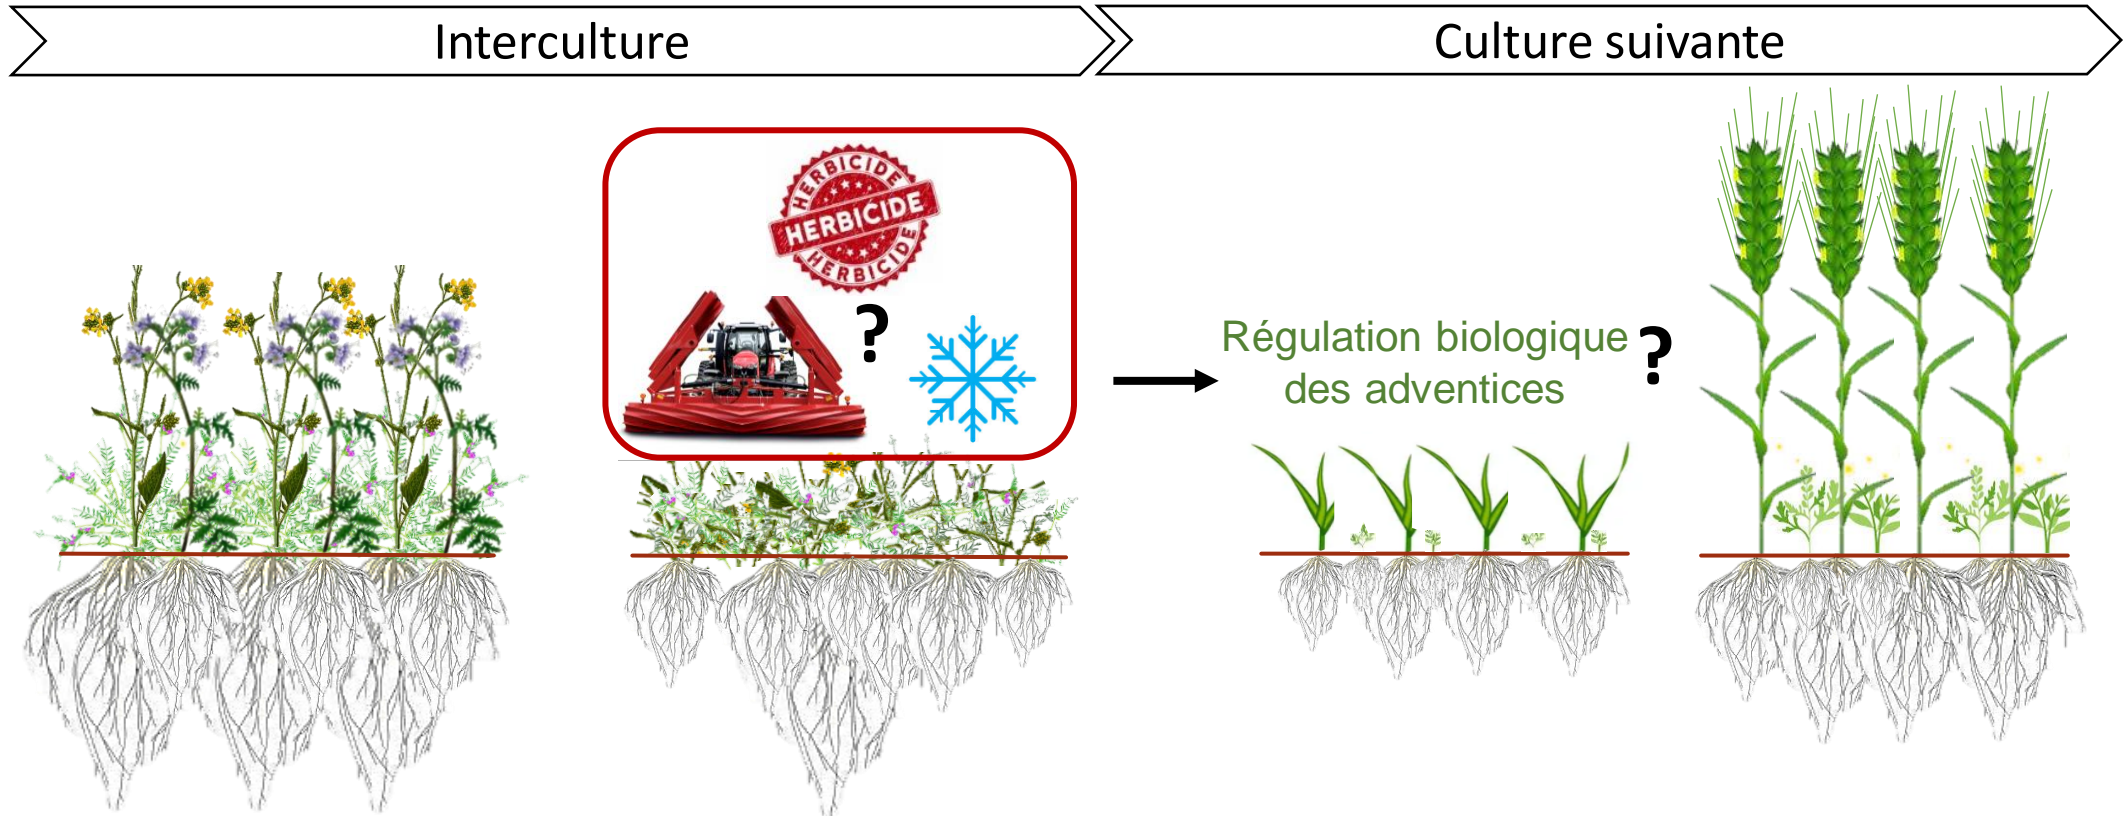 Interculture
Culture suivante
HERBICIDE
HERBICIDE
HERBICIDE
?
Régulation biologique
des adventices
?